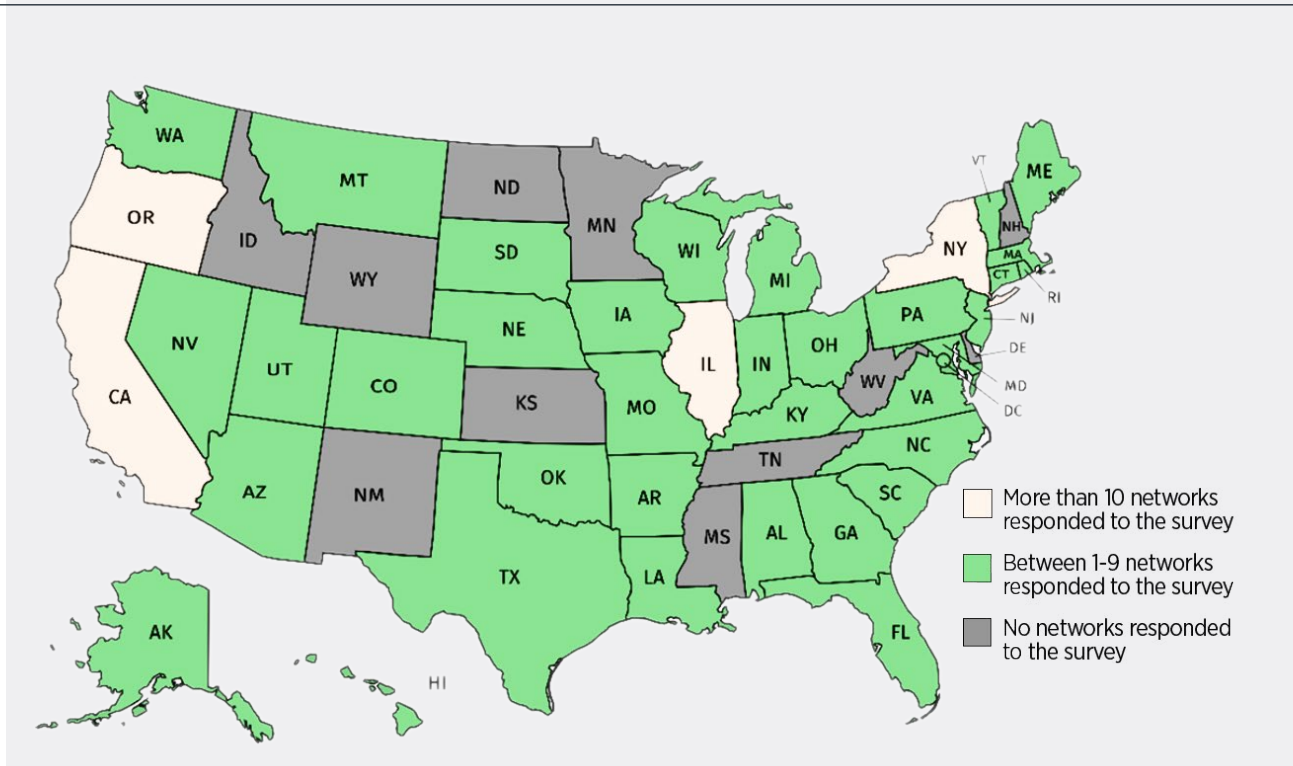 VT
ME
WA
MT
ND
MN
OR
ID
WY
SD
WI
MI
NY
NH
MA
CT
RI
NJ
DE
MD
DC
NV
UT
CO
NE
IA
IL
IN
OH
PA
CA
KS
MO
KY
WV
VA
AZ
NM
OK
AR
TN
NC
SC
TX
LA
MS
AL
GA
FL
AK
HI
More than 10 networks
responded to the survey
Between 1-9 networks
responded to the survey
No networks responded
to the survey